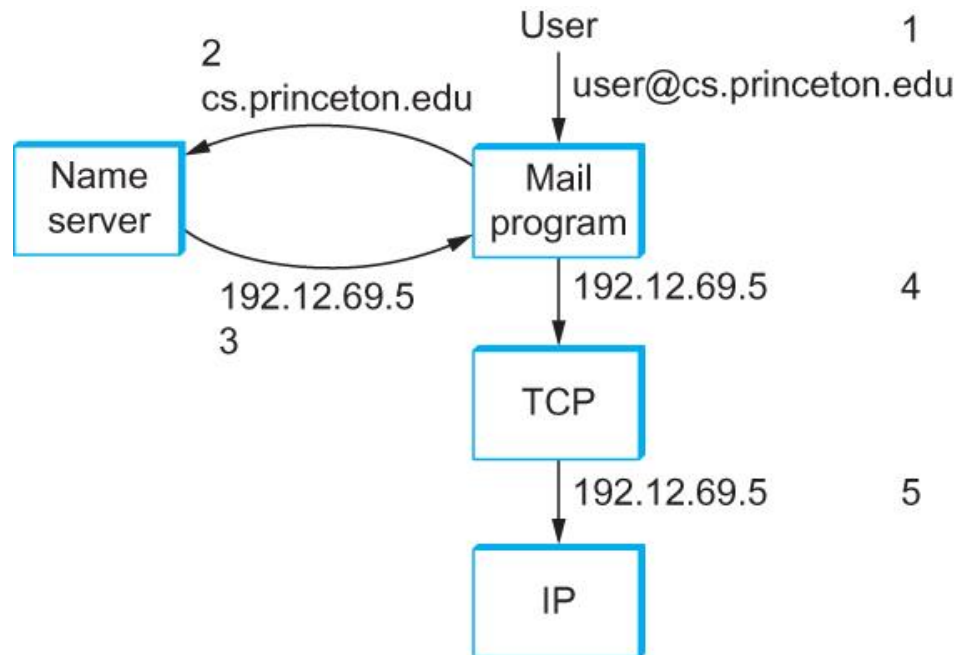 User
1
user@cs.princeton.edu
2
cs.princeton.edu
Name
server
Mail
program
192.12.69.5
3
192.12.69.5
4
TCP
192.12.69.5
5
IP